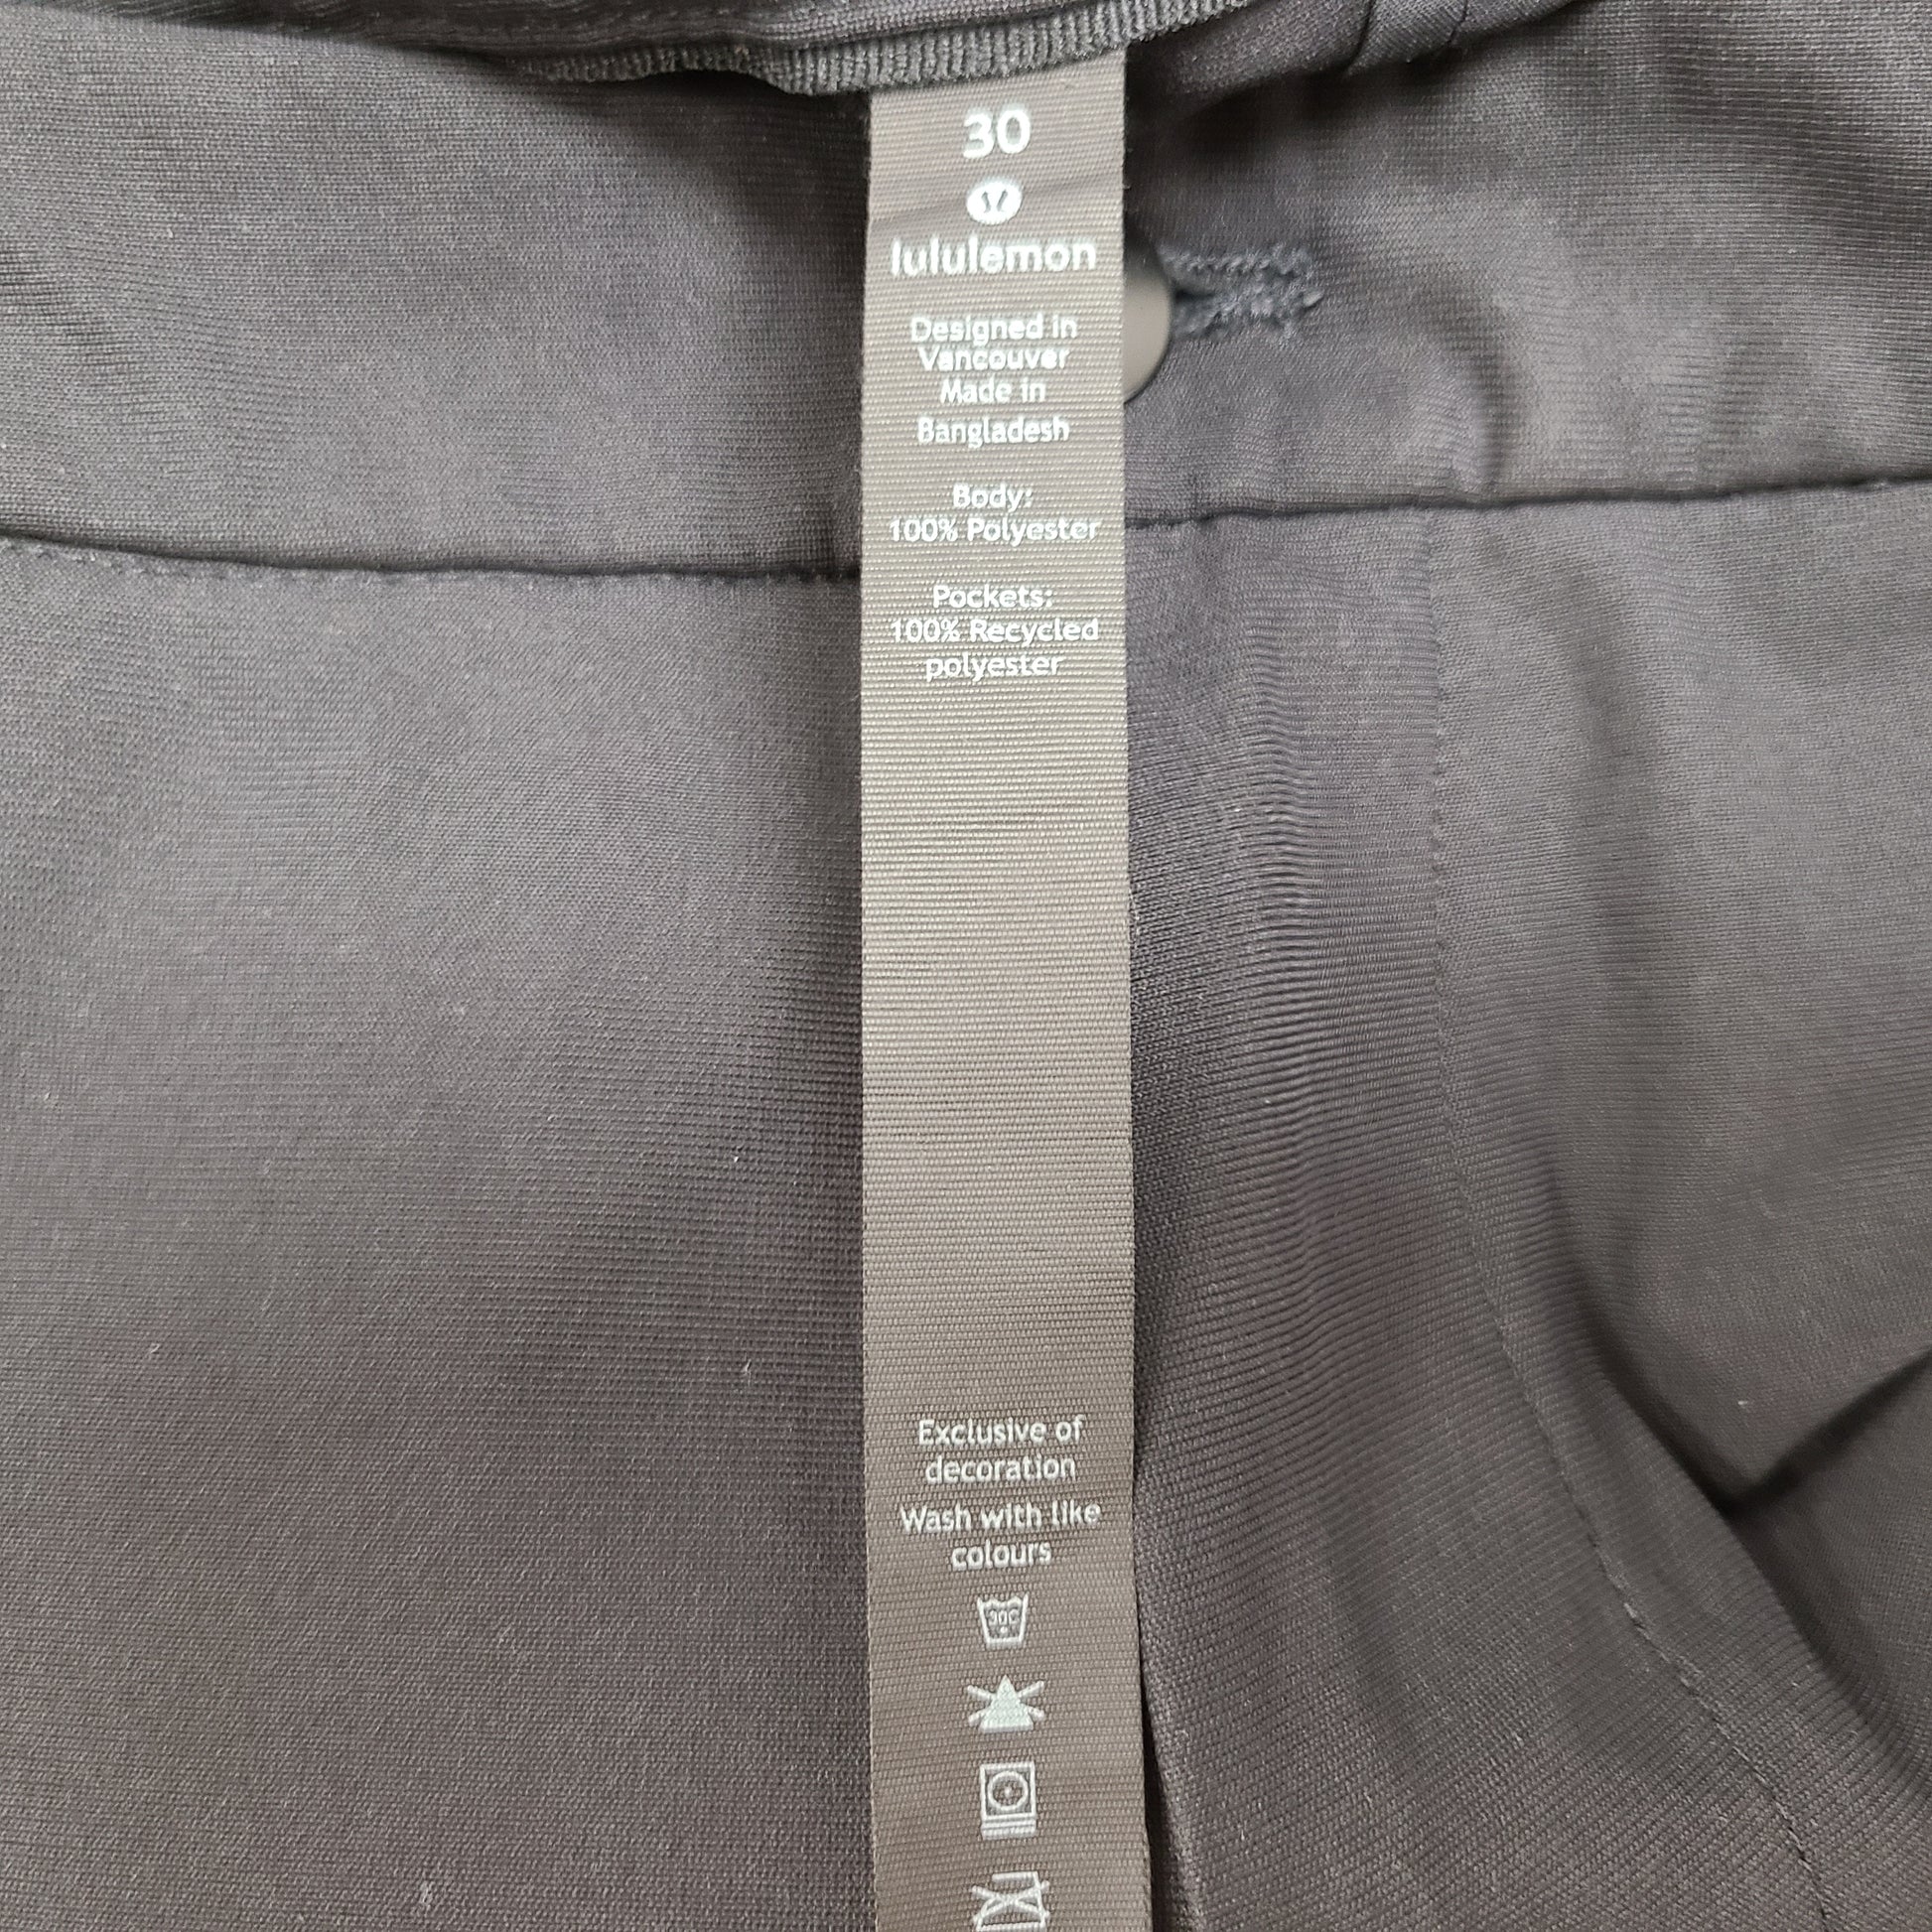 30
lululemon
Designed in
Vancouver
Made in
Bangladesh
Body:
100% Polyester
Pockets:
100% Recycled
polyester
Exclusive of
decoration
Wash with like
colours
30C